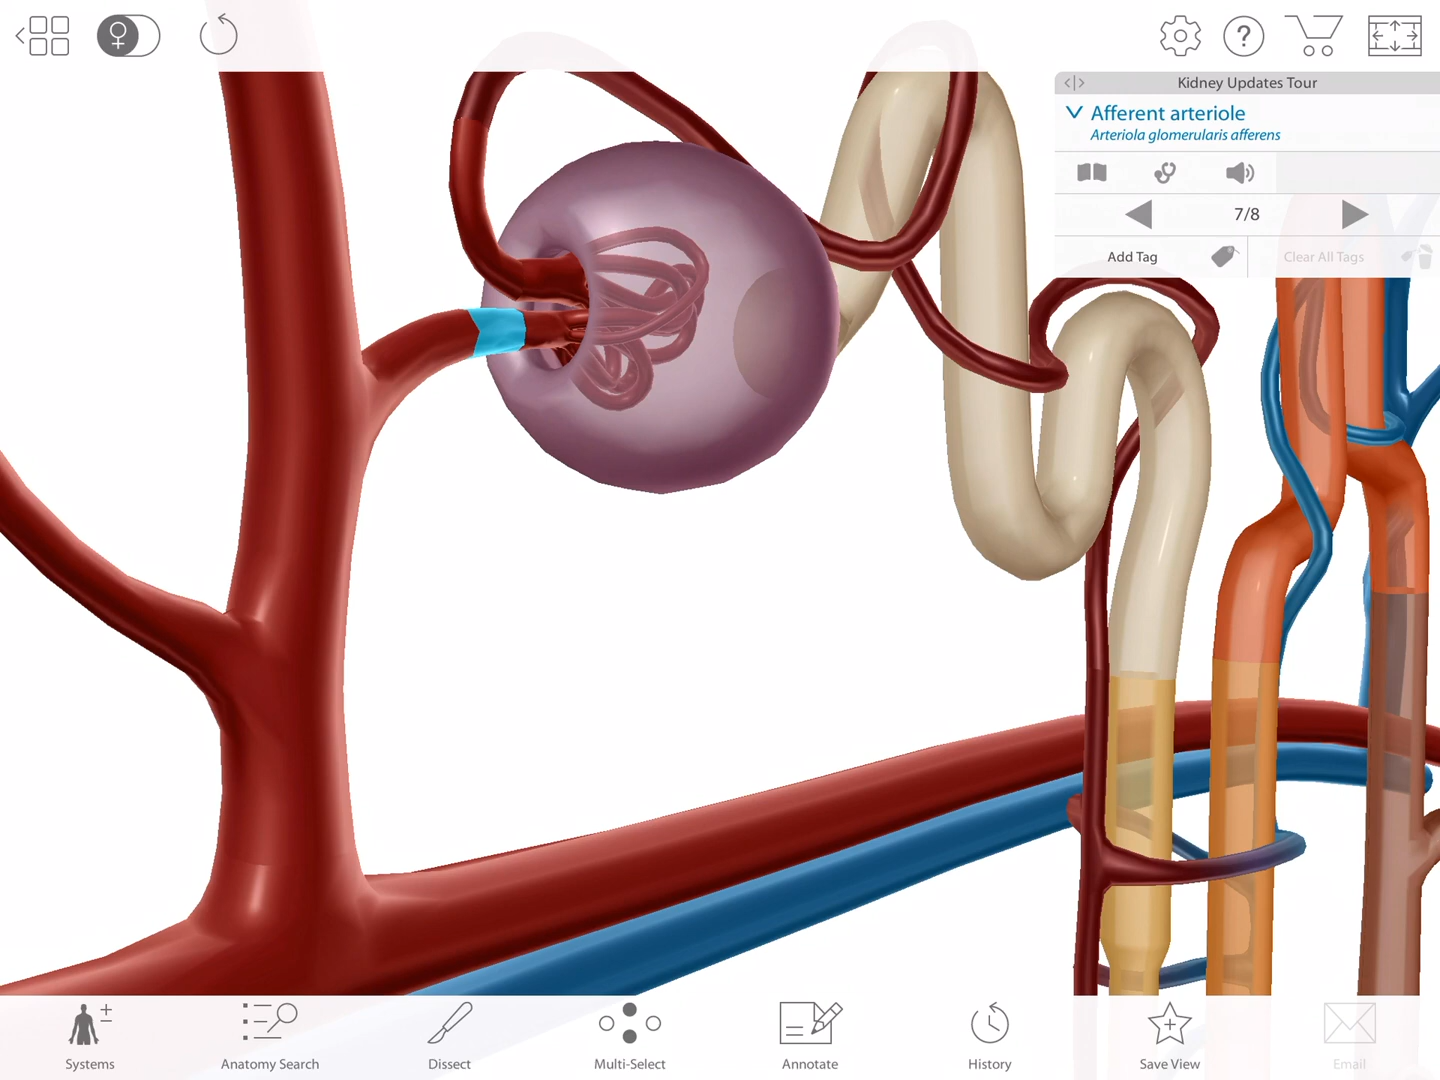 ?
Kidney Updates Tour
Afferent arteriole
Arteriola glomerularis afferens
7/8
Add Tag
Clear All Tags
Systems
Anatomy Search
Dissect
Multi-Select
Annotate
History
Save View
Email